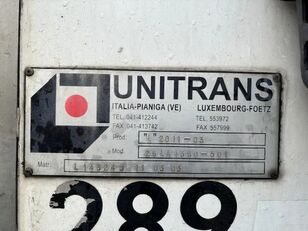 UNITRANS
ITALIA-PIANIGA (VE) LUXEMBOURG-FOETZ
TEL. 041-412244 TEL. 553972
FAX 041-413742 FAX 557999
Prod.
Mod.
Matr.
289